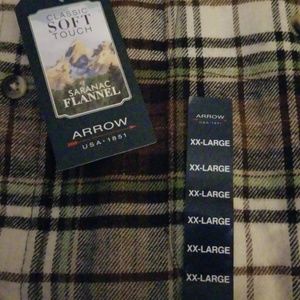 CLASSIC
SOFT
TOUCH
SARANAC
FLANNEL
ARROW
USA · 1851
ARROW
USA · 1851
XX-LARGE
XX-LARGE
XX-LARGE
XX-LARGE
XX-LARGE
XX-LARGE